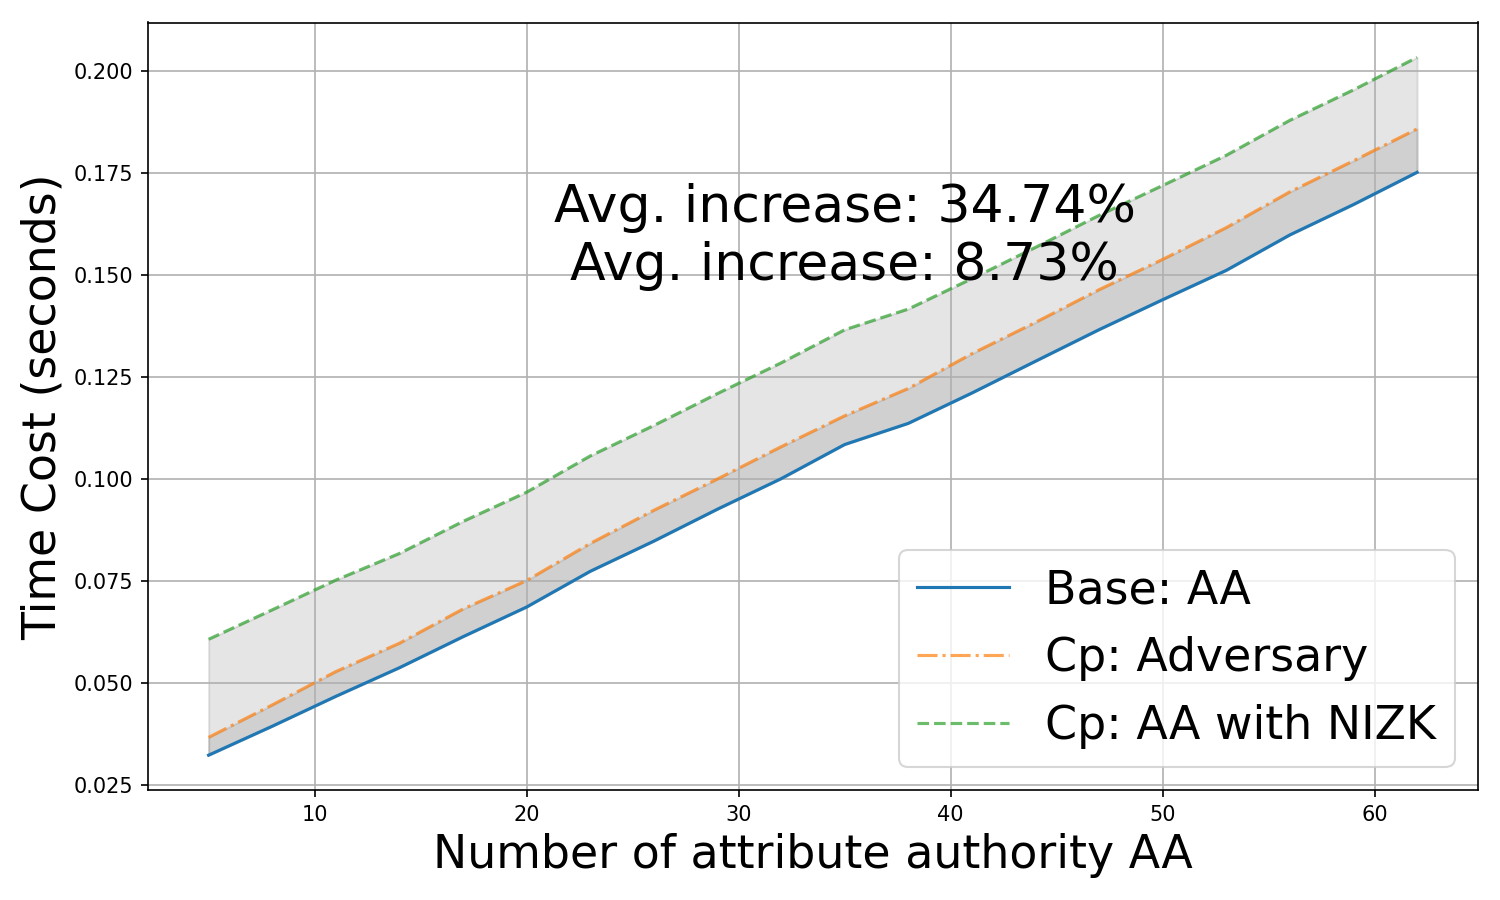 0.200
0.175
0.150
0.125
0.100
0.075
0.050
0.025
Time Cost (seconds)
Avg. increase: 34.74%
Avg. increase: 8.73%
Base: AA
Cp: Adversary
Cp: AA with NIZK
10 20 30 40 50 60
Number of attribute authority AA